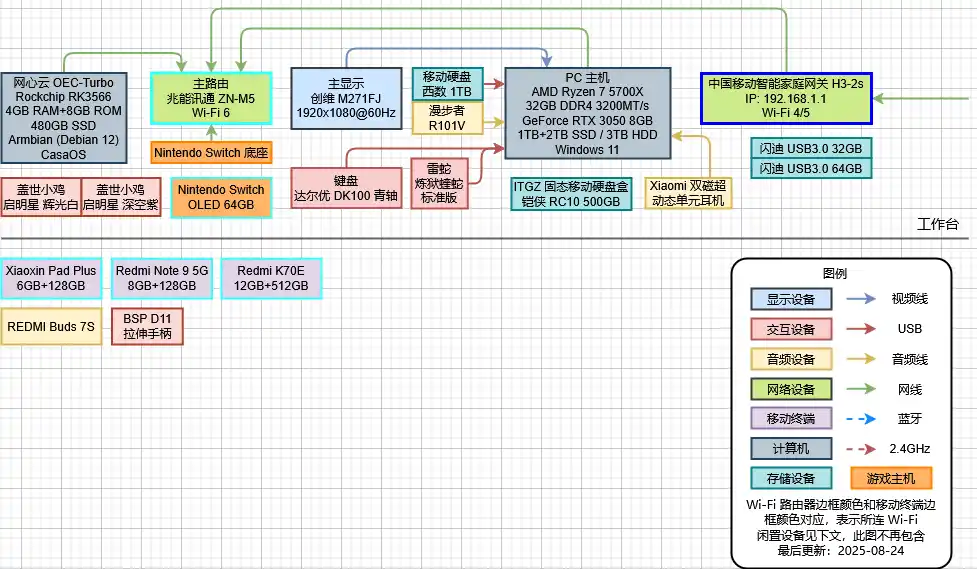 网心云 OEC-Turbo
Rockchip RK3566
4GB RAM+8GB ROM
480GB SSD
Armbian (Debian 12)
CasaOS
主路由
兆能讯通 ZN-M5
Wi-Fi 6
主显示
创维 M271FJ
1920x1080@60Hz
移动硬盘
西数 1TB
漫步者
R101V
PC 主机
AMD Ryzen 7 5700X
32GB DDR4 3200MT/s
GeForce RTX 3050 8GB
1TB+2TB SSD / 3TB HDD
Windows 11
中国移动智能家庭网关 H3-2s
IP: 192.168.1.1
Wi-Fi 4/5
Nintendo Switch 底座
闪迪 USB3.0 32GB
闪迪 USB3.0 64GB
盖世小鸡
启明星 辉光白
盖世小鸡
启明星 深空紫
Nintendo Switch
OLED 64GB
键盘
达尔优 DK100 青轴
雷蛇
炼狱蝰蛇
标准版
ITGZ 固态移动硬盘盒
铠侠 RC10 500GB
Xiaomi 双磁超
动态单元耳机
工作台
Xiaoxin Pad Plus
6GB+128GB
Redmi Note 9 5G
8GB+128GB
Redmi K70E
12GB+512GB
REDMI Buds 7S
BSP D11
拉伸手柄
图例
显示设备
视频线
交互设备
USB
音频设备
音频线
网络设备
网线
移动终端
蓝牙
计算机
2.4GHz
存储设备
游戏主机
Wi-Fi 路由器边框颜色和移动终端边
框颜色对应，表示所连 Wi-Fi
闲置设备见下文，此图不再包含
最后更新：2025-08-24